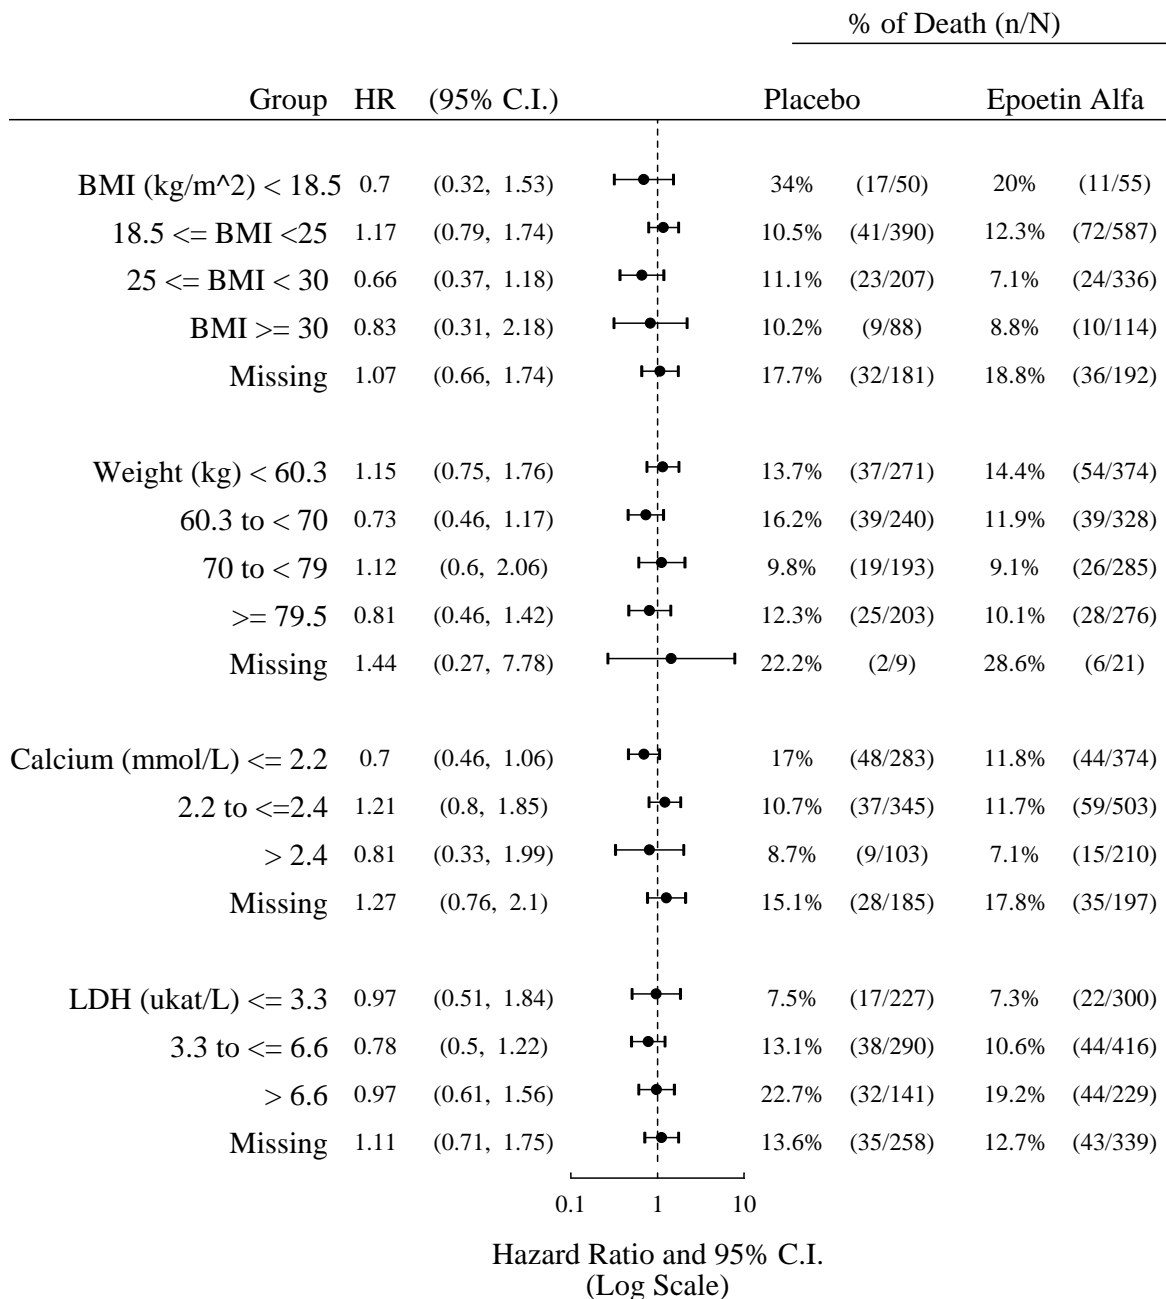 % of Death (n/N)
Group HR (95% C.I.) Placebo Epoetin Alfa
BMI (kg/m^2) < 18.5 0.7 (0.32, 1.53) 34% (17/50) 20% (11/55)
18.5 <= BMI <25 1.17 (0.79, 1.74) 10.5% (41/390) 12.3% (72/587)
25 <= BMI < 30 0.66 (0.37, 1.18) 11.1% (23/207) 7.1% (24/336)
BMI >= 30 0.83 (0.31, 2.18) 10.2% (9/88) 8.8% (10/114)
Missing 1.07 (0.66, 1.74) 17.7% (32/181) 18.8% (36/192)
Weight (kg) < 60.3 1.15 (0.75, 1.76) 13.7% (37/271) 14.4% (54/374)
60.3 to < 70 0.73 (0.46, 1.17) 16.2% (39/240) 11.9% (39/328)
70 to < 79 1.12 (0.6, 2.06) 9.8% (19/193) 9.1% (26/285)
>= 79.5 0.81 (0.46, 1.42) 12.3% (25/203) 10.1% (28/276)
Missing 1.44 (0.27, 7.78) 22.2% (2/9) 28.6% (6/21)
Calcium (mmol/L) <= 2.2 0.7 (0.46, 1.06) 17% (48/283) 11.8% (44/374)
2.2 to <=2.4 1.21 (0.8, 1.85) 10.7% (37/345) 11.7% (59/503)
> 2.4 0.81 (0.33, 1.99) 8.7% (9/103) 7.1% (15/210)
Missing 1.27 (0.76, 2.1) 15.1% (28/185) 17.8% (35/197)
LDH (ukat/L) <= 3.3 0.97 (0.51, 1.84) 7.5% (17/227) 7.3% (22/300)
3.3 to <= 6.6 0.78 (0.5, 1.22) 13.1% (38/290) 10.6% (44/416)
> 6.6 0.97 (0.61, 1.56) 22.7% (32/141) 19.2% (44/229)
Missing 1.11 (0.71, 1.75) 13.6% (35/258) 12.7% (43/339)
0.1 1 10
Hazard Ratio and 95% C.I.
(Log Scale)